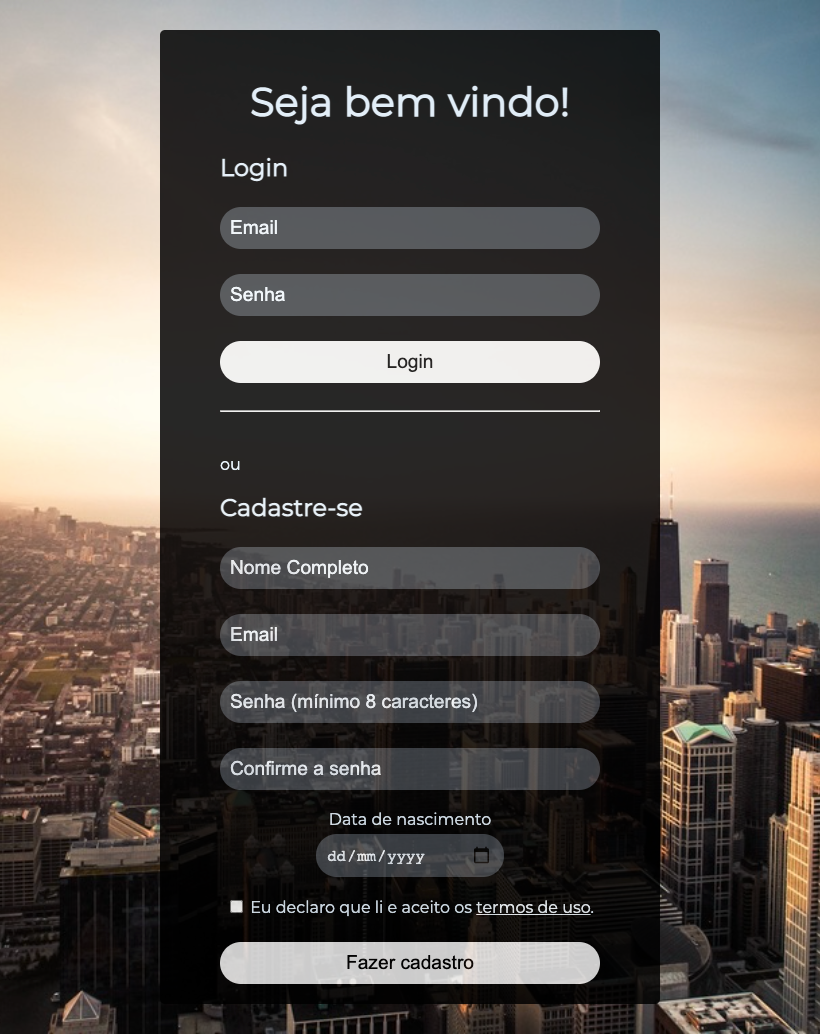 Seja bem vindo!
Login
Email
Senha
Login
ou
Cadastre-se
Nome Completo
Email
Senha (mínimo 8 caracteres)
Confirme a senha
Data de nascimento
dd/mm/yyyy
Eu declaro que li e aceito os termos de uso.
Fazer cadastro